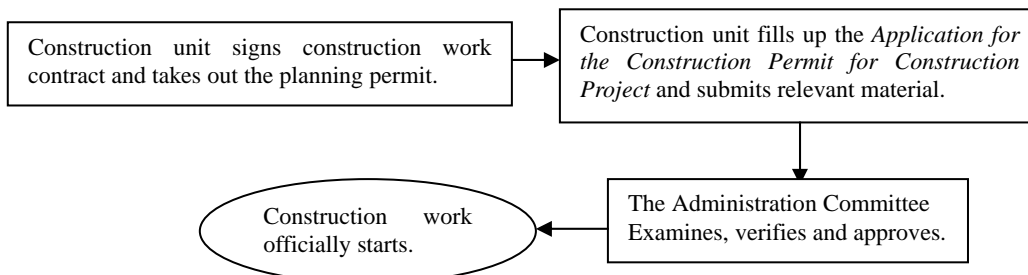 Construction unit signs construction work
contract and takes out the planning permit.
Construction unit fills up the Application for
the Construction Permit for Construction
Project and submits relevant material.
The Administration Committee
Examines, verifies and approves.
Construction work
officially starts.